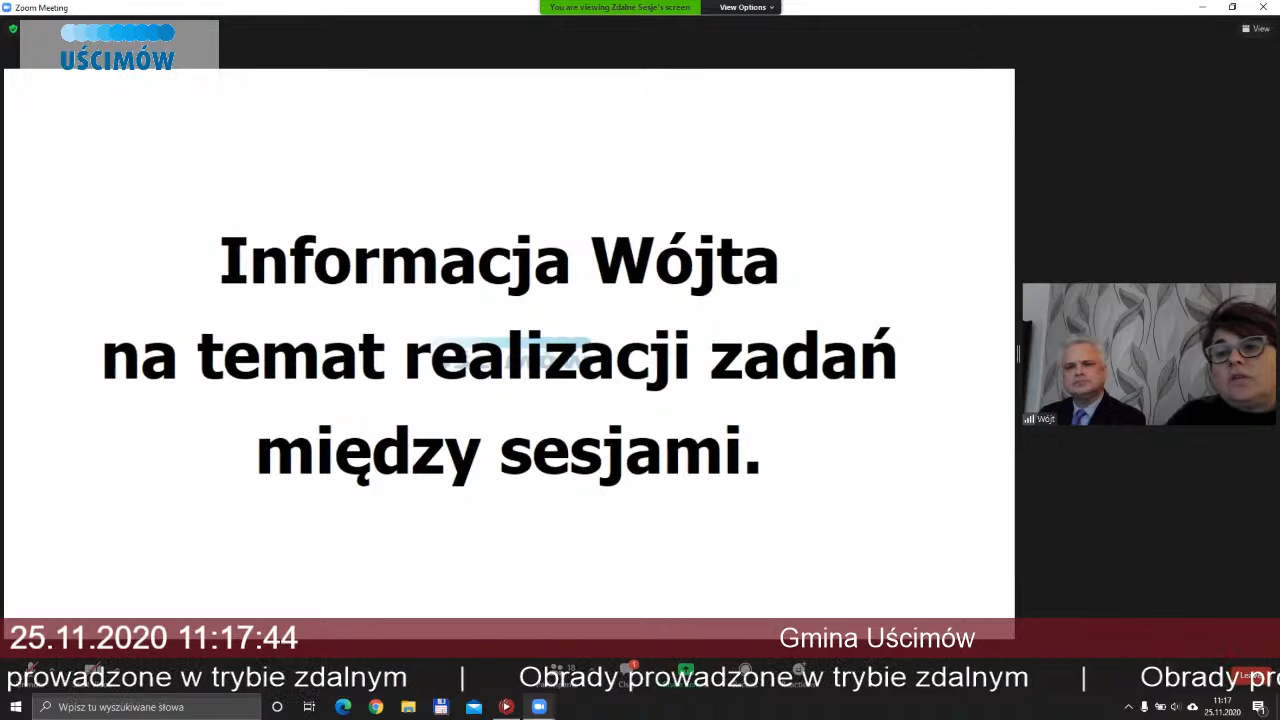 Zoom Meeting
You are viewing Zdalne Sesje's screen
View Options
View
UŚCIMÓW
Informacja Wójta
na temat realizacji zadań
między sesjami.
Wójt
25.11.2020 11:17:44
Gmina Uścimów
18
1
prowadzone w trybie zdalnym | Obrady prowadzone w trybie zdalnym | Obrady pro
Wpisz tu wyszukiwane słowa
11:17
25.11.2020